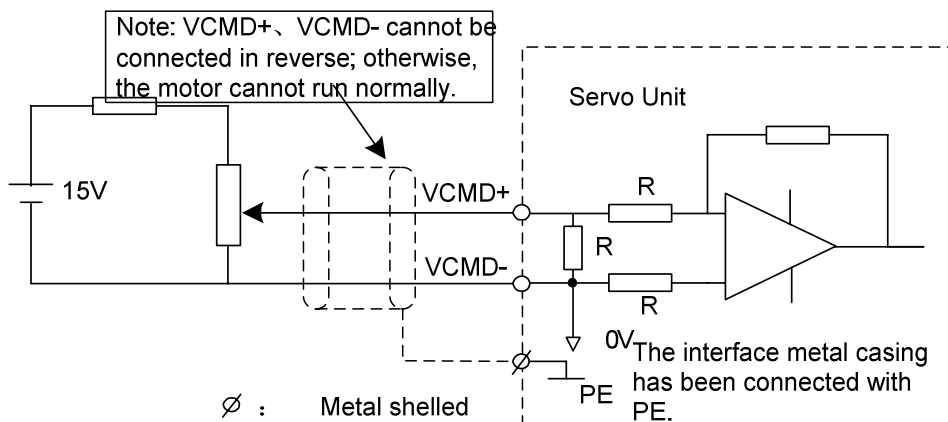 Note: VCMD+、VCMD- cannot be
connected in reverse; otherwise,
the motor cannot run normally.
Servo Unit
15V
VCMD+
R
R
VCMD-
R
0V
The interface metal casing
has been connected with
PE.
PE
Ø : Metal shelled